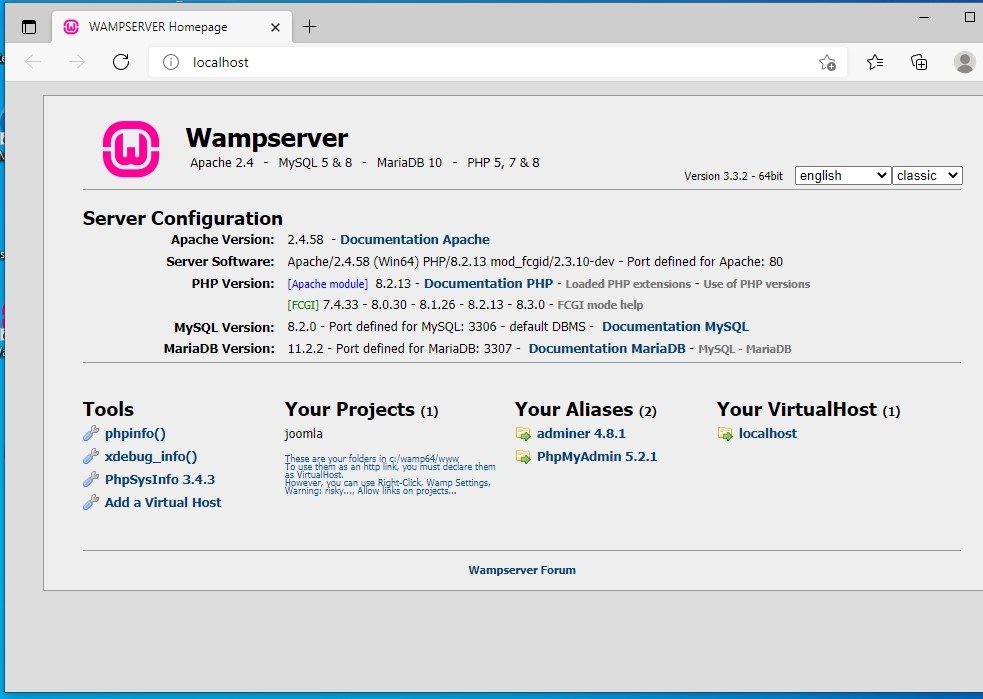 WAMPSERVER Homepage
localhost
Wampserver
Apache 2.4 - MySQL 5 & 8 - MariaDB 10 - PHP 5, 7 & 8
Version 3.3.2 - 64bit english classic
Server Configuration
Apache Version: 2.4.58 - Documentation Apache
Server Software: Apache/2.4.58 (Win64) PHP/8.2.13 mod_fcgid/2.3.10-dev - Port defined for Apache: 80
PHP Version: [Apache module] 8.2.13 - Documentation PHP - Loaded PHP extensions - Use of PHP versions
[FCGI] 7.4.33 - 8.0.30 - 8.1.26 - 8.2.13 - 8.3.0 - FCGI mode help
MySQL Version: 8.2.0 - Port defined for MySQL: 3306 - default DBMS - Documentation MySQL
MariaDB Version: 11.2.2 - Port defined for MariaDB: 3307 - Documentation MariaDB - MySQL - MariaDB
Tools
phpinfo()
xdebug_info()
PhpSysInfo 3.4.3
Add a Virtual Host
Your Projects (1)
joomla
These are your folders in c:/wamp64/www
To use them as an http link, you must declare them
as VirtualHost.
However, you can use Right-Click, Wamp Settings,
Warning: risky..., Allow links on projects...
Your Aliases (2)
adminer 4.8.1
PhpMyAdmin 5.2.1
Your VirtualHost (1)
localhost
Wampserver Forum